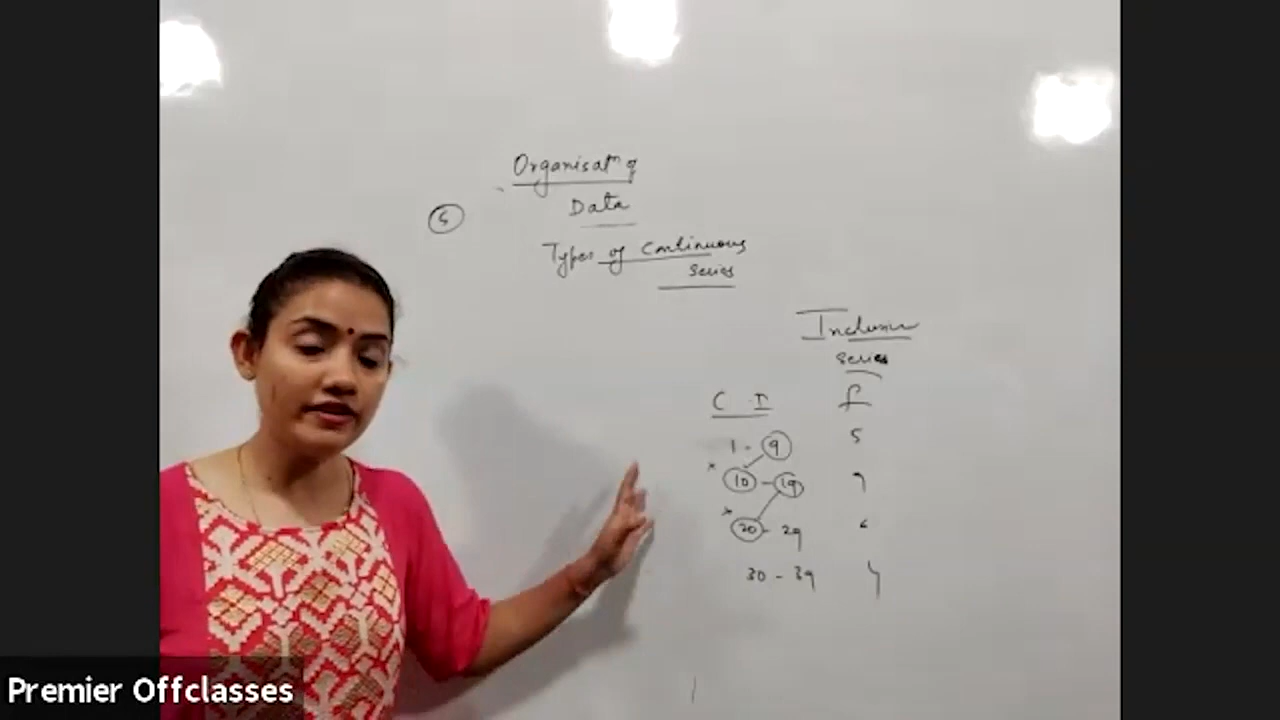 Organisatn of
Data
5
Types of Continuous
series
Inclusive
series
C.I f
1 - 9 5
10 - 19 7
20 - 29 6
30 - 39 4
Premier Offclasses